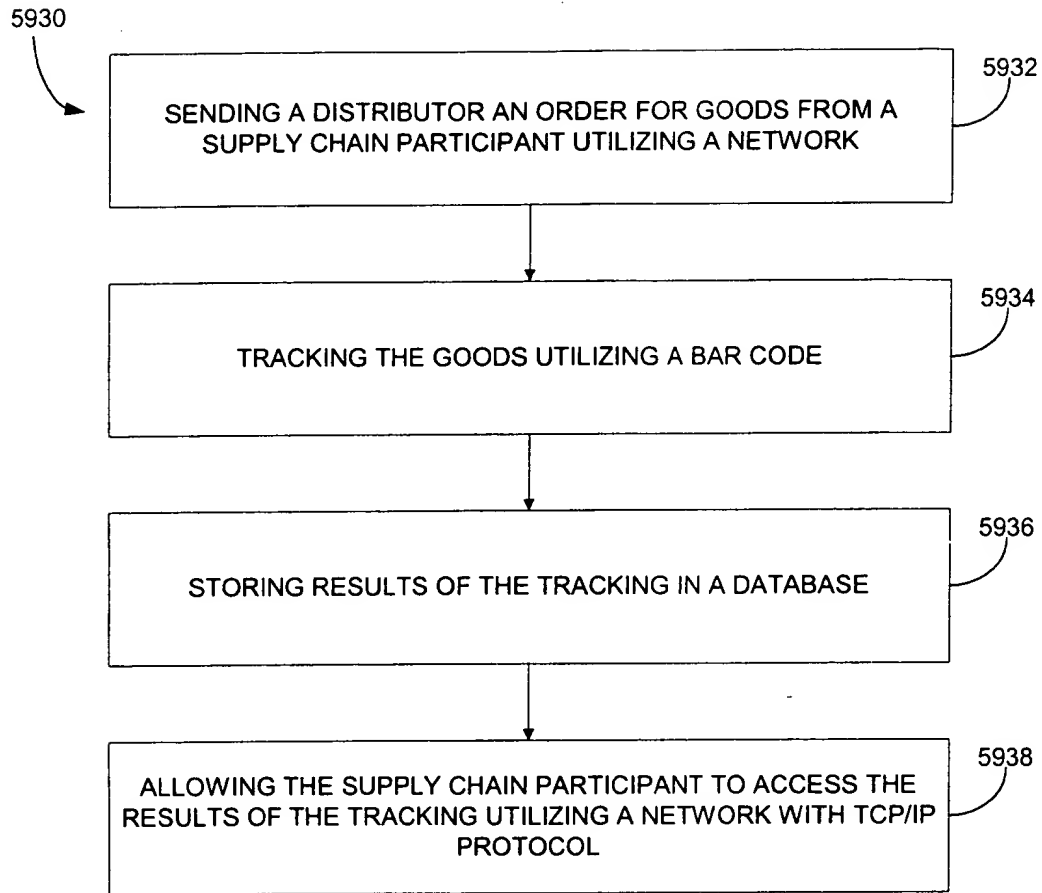 5930
5932
SENDING A DISTRIBUTOR AN ORDER FOR GOODS FROM A
SUPPLY CHAIN PARTICIPANT UTILIZING A NETWORK
5934
TRACKING THE GOODS UTILIZING A BAR CODE
5936
STORING RESULTS OF THE TRACKING IN A DATABASE
5938
ALLOWING THE SUPPLY CHAIN PARTICIPANT TO ACCESS THE
RESULTS OF THE TRACKING UTILIZING A NETWORK WITH TCP/IP
PROTOCOL